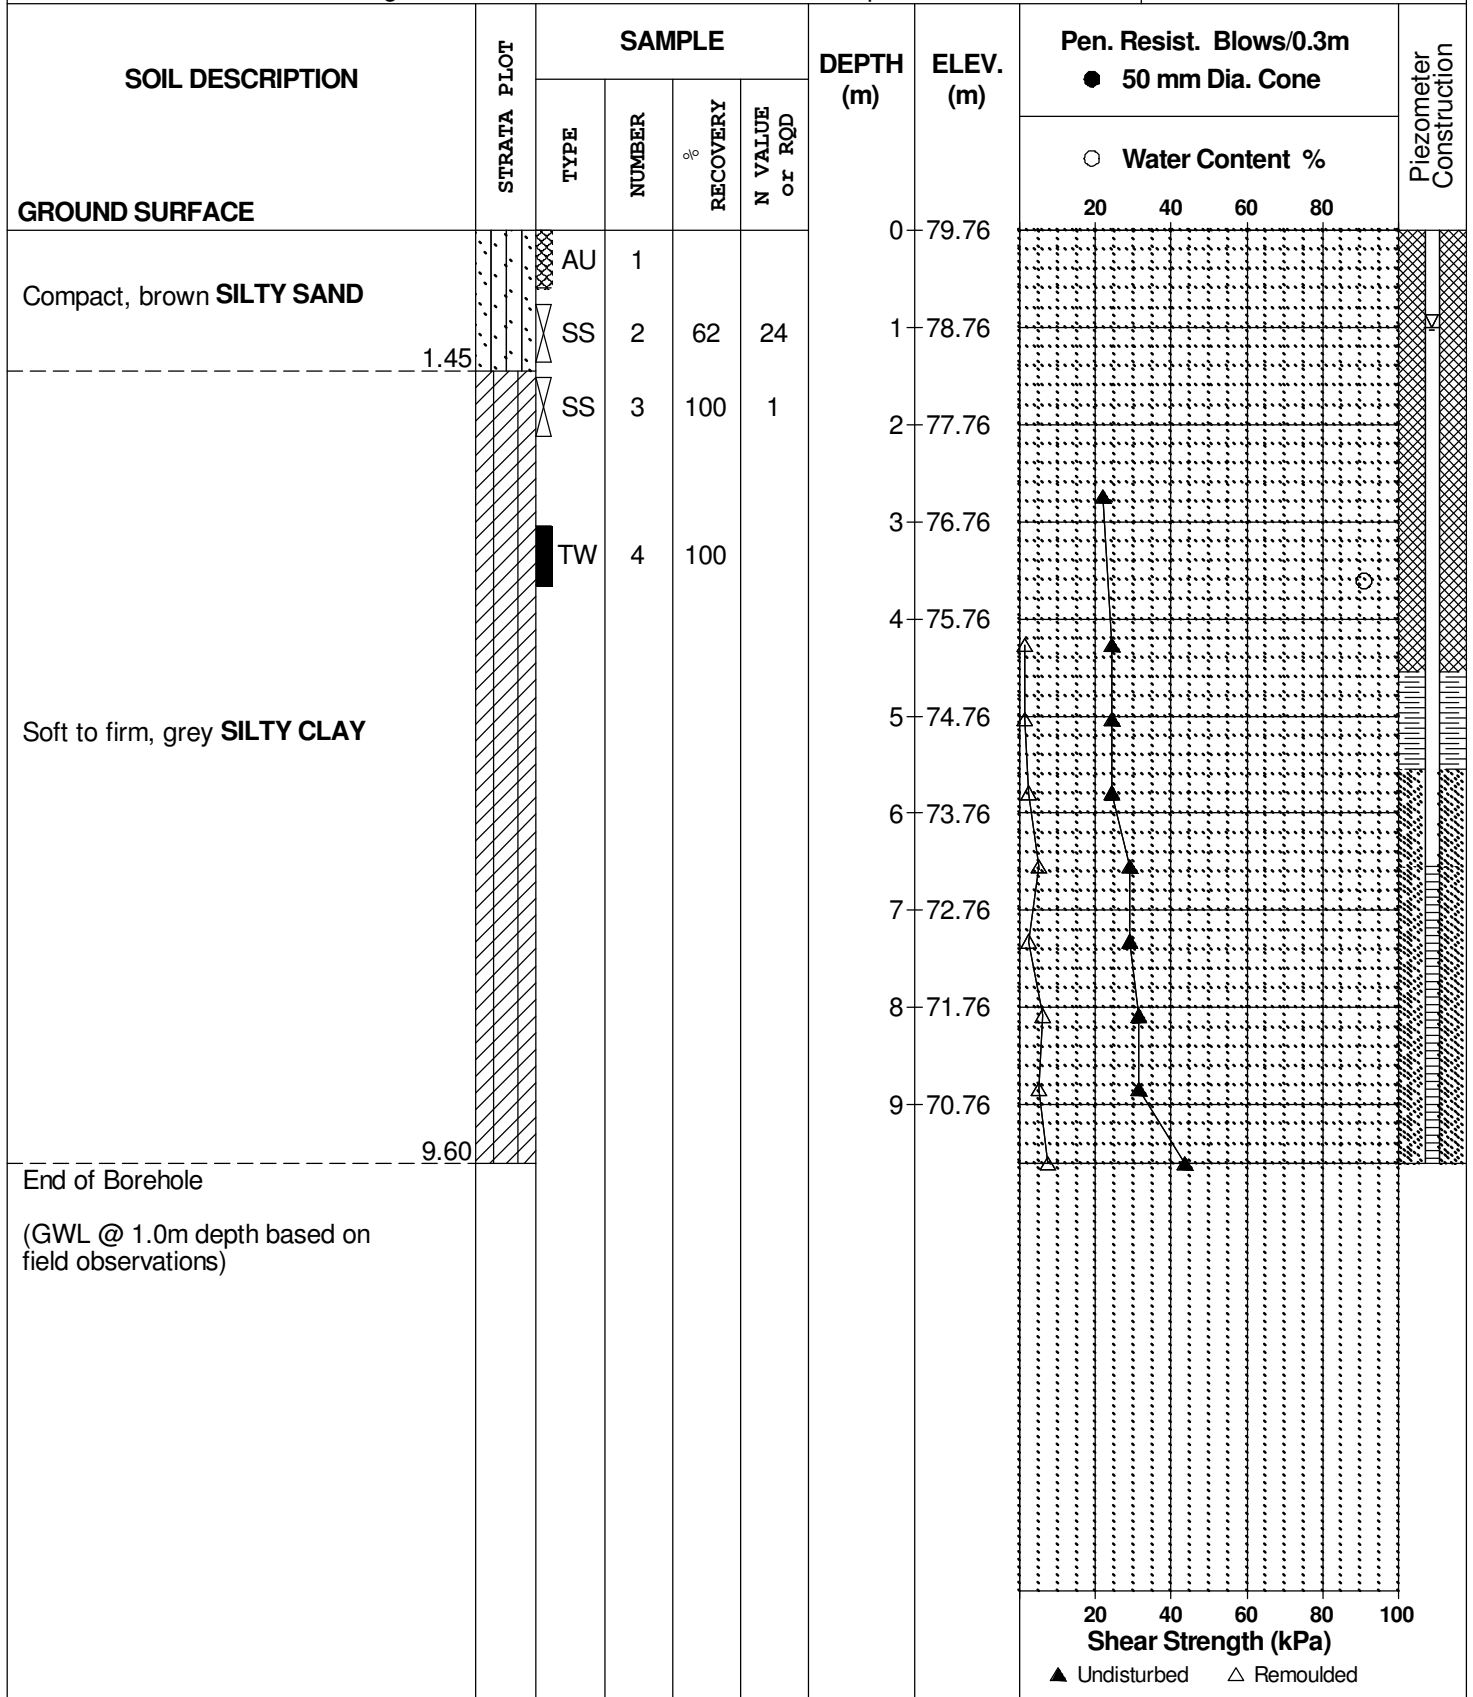 SOIL DESCRIPTION
STRATA PLOT
SAMPLE
TYPE
NUMBER
% RECOVERY
N VALUE or RQD
DEPTH (m)
ELEV. (m)
Pen. Resist. Blows/0.3m
● 50 mm Dia. Cone
○ Water Content %
20 40 60 80
Piezometer Construction
GROUND SURFACE
0 79.76
AU 1
Compact, brown SILTY SAND
SS 2 62 24
1 78.76
1.45
SS 3 100 1
2 77.76
3 76.76
TW 4 100
4 75.76
5 74.76
Soft to firm, grey SILTY CLAY
6 73.76
7 72.76
8 71.76
9 70.76
9.60
End of Borehole
(GWL @ 1.0m depth based on
field observations)
20 40 60 80 100
Shear Strength (kPa)
▲ Undisturbed △ Remoulded